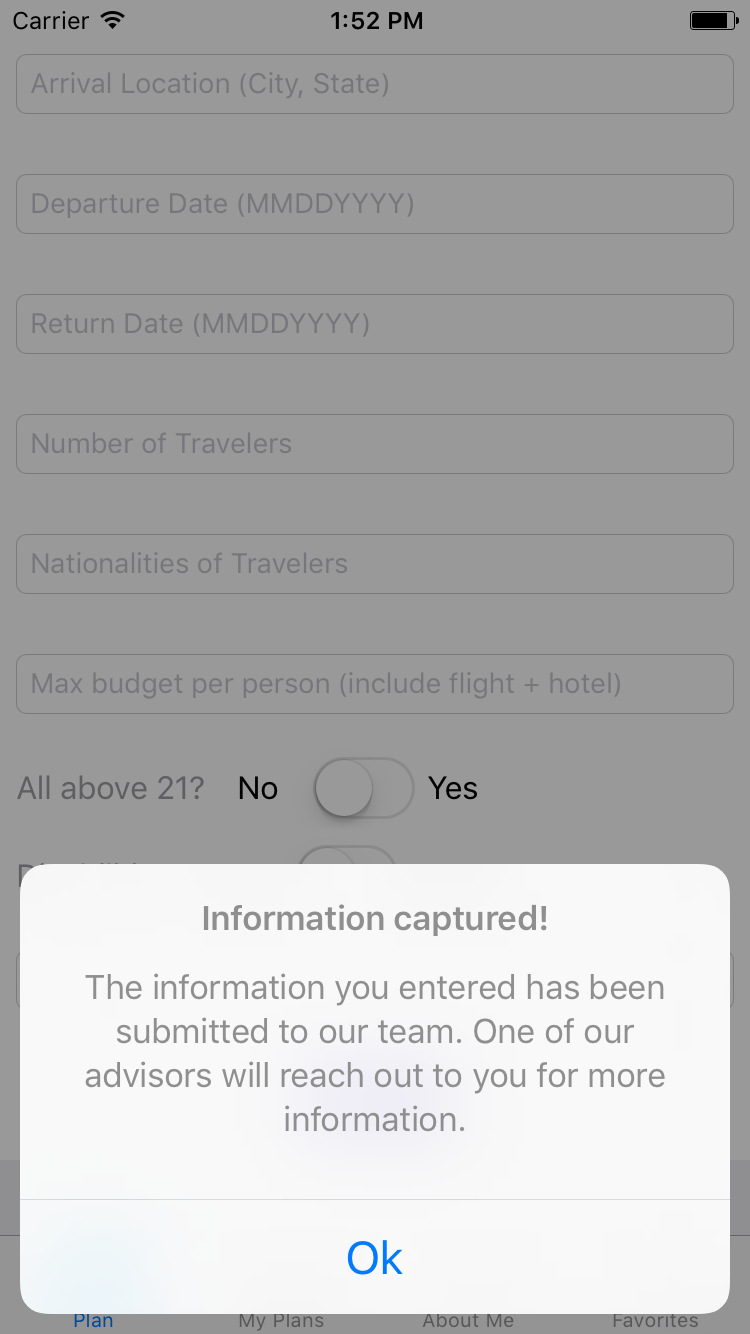 Carrier 1:52 PM
Arrival Location (City, State)
Departure Date (MMDDYYYY)
Return Date (MMDDYYYY)
Number of Travelers
Nationalities of Travelers
Max budget per person (include flight + hotel)
All above 21? No Yes
Information captured!
The information you entered has been
submitted to our team. One of our
advisors will reach out to you for more
information.
Ok
Plan My Plans About Me Favorites